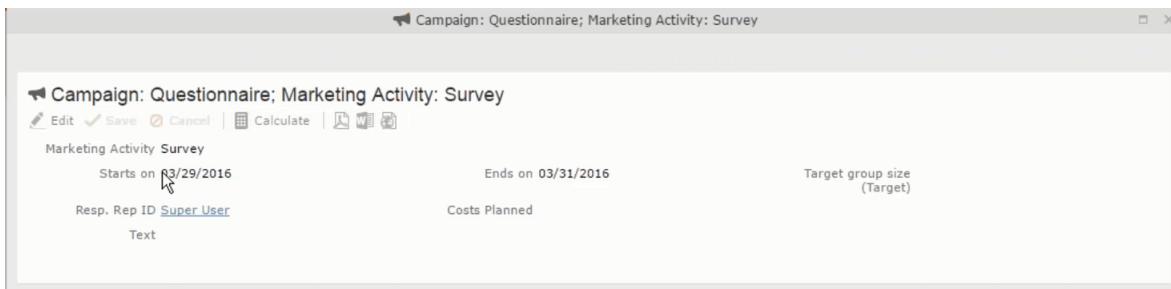 Campaign: Questionnaire; Marketing Activity: Survey
Campaign: Questionnaire; Marketing Activity: Survey
Edit Save Cancel Calculate
Marketing Activity Survey
Starts on 03/29/2016 Ends on 03/31/2016 Target group size
(Target)
Resp. Rep ID Super User Costs Planned
Text